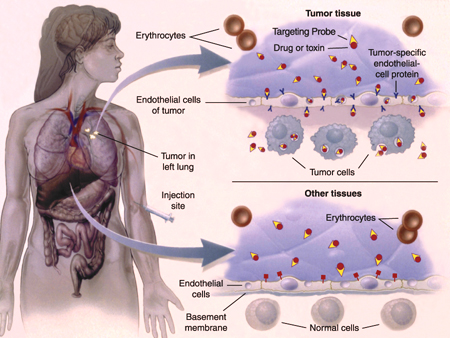 Tumor tissue
Erythrocytes
Targeting Probe
Drug or toxin
Tumor-specific
endothelial-
cell protein
Endothelial cells
of tumor
Tumor in
left lung
Tumor cells
Injection
site
Other tissues
Erythrocytes
Endothelial
cells
Basement
membrane
Normal cells